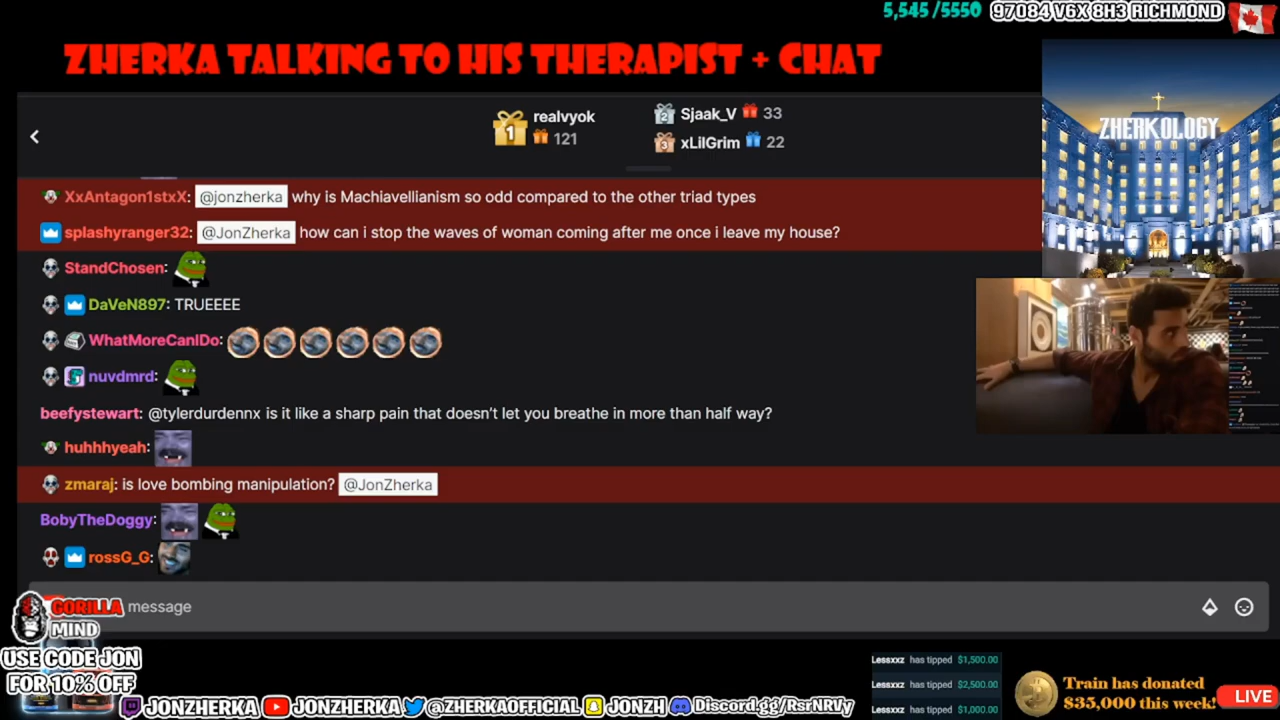 5,545 /5550
97084 V6X 8H3 RICHMOND
ZHERKA TALKING TO HIS THERAPIST + CHAT
ZHERKOLOGY
1 realvyok
121
2 Sjaak_V 33
3 xLilGrim 22
XxAntagon1stxX: @jonzherka why is Machiavellianism so odd compared to the other triad types
splashyranger32: @JonZherka how can i stop the waves of woman coming after me once i leave my house?
StandChosen:
DaVeN897: TRUEEEE
WhatMoreCanIDo:
nuvdmrd:
beefystewart: @tylerdurdennx is it like a sharp pain that doesn't let you breathe in more than half way?
huhhhyeah:
zmaraj: is love bombing manipulation? @JonZherka
BobyTheDoggy:
rossG_G:
message
GORILLA
MIND
USE CODE JON
FOR 10% OFF
JONZHERKA JONZHERKA @ZHERKAOFFICIAL JONZH Discord.gg/RsrNRVy
Lessxxz has tipped $1,500.00
Lessxxz has tipped $2,500.00
Lessxxz has tipped $1,000.00
Train has donated
$35,000 this week!
LIVE